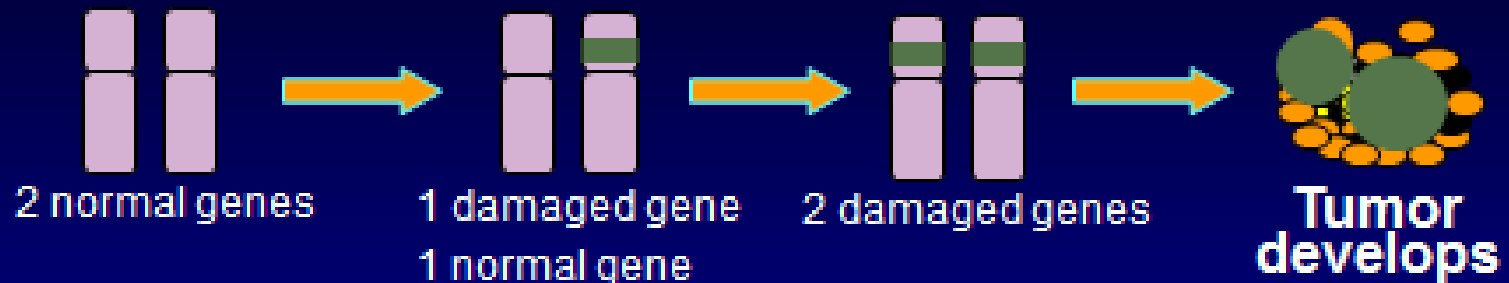 2 normal genes
1 damaged gene
1 normal gene
2 damaged genes
Tumor
develops